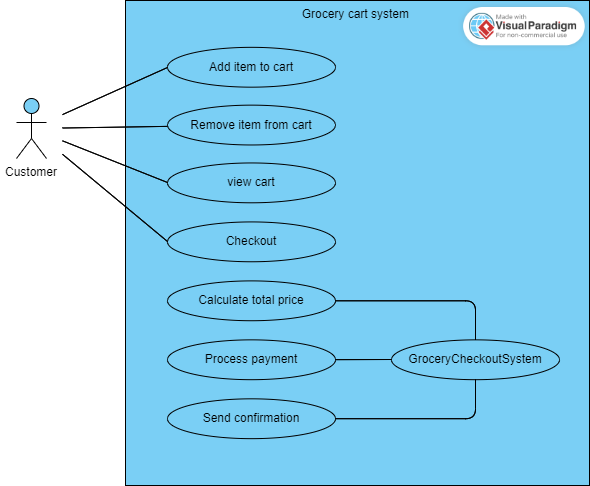 Grocery cart system
Made with
Visual Paradigm
For non-commercial use
Add item to cart
Remove item from cart
Customer
view cart
Checkout
Calculate total price
Process payment
GroceryCheckoutSystem
Send confirmation